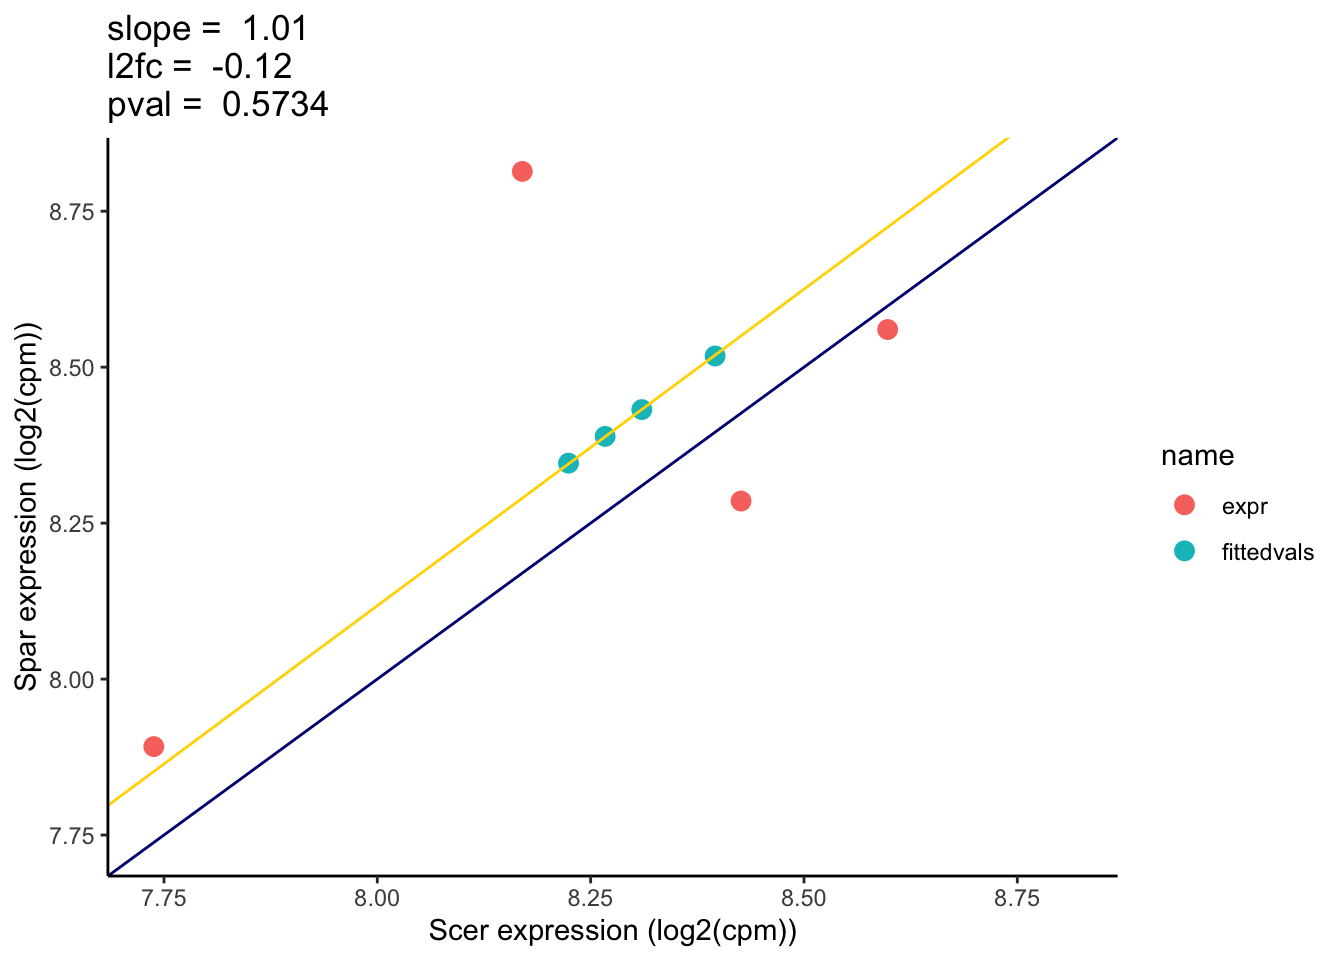 slope =  1.01
l2fc =  -0.12
pval =  0.5734
8.75
8.50
8.25
8.00
7.75
Spar expression (log2(cpm))
7.75 8.00 8.25 8.50 8.75
Scer expression (log2(cpm))
name
expr
fittedvals